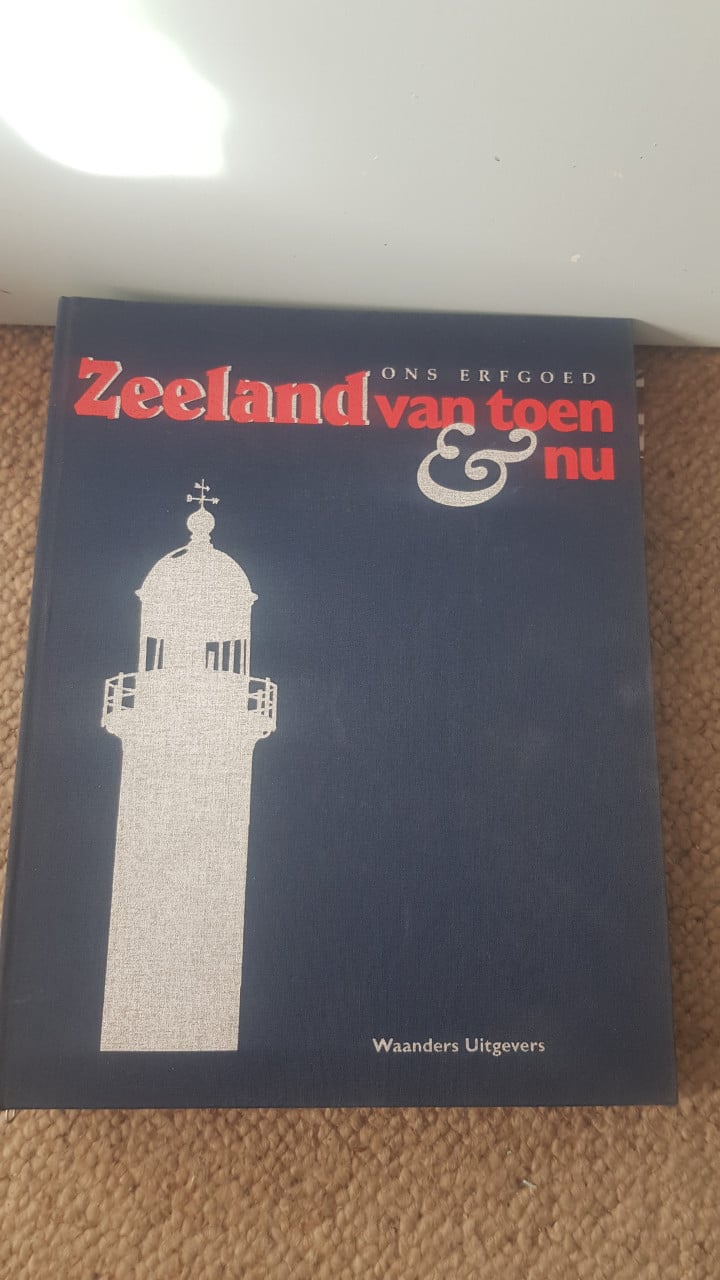 ONS ERFGOED
Zeeland van toen
& nu
Waanders Uitgevers